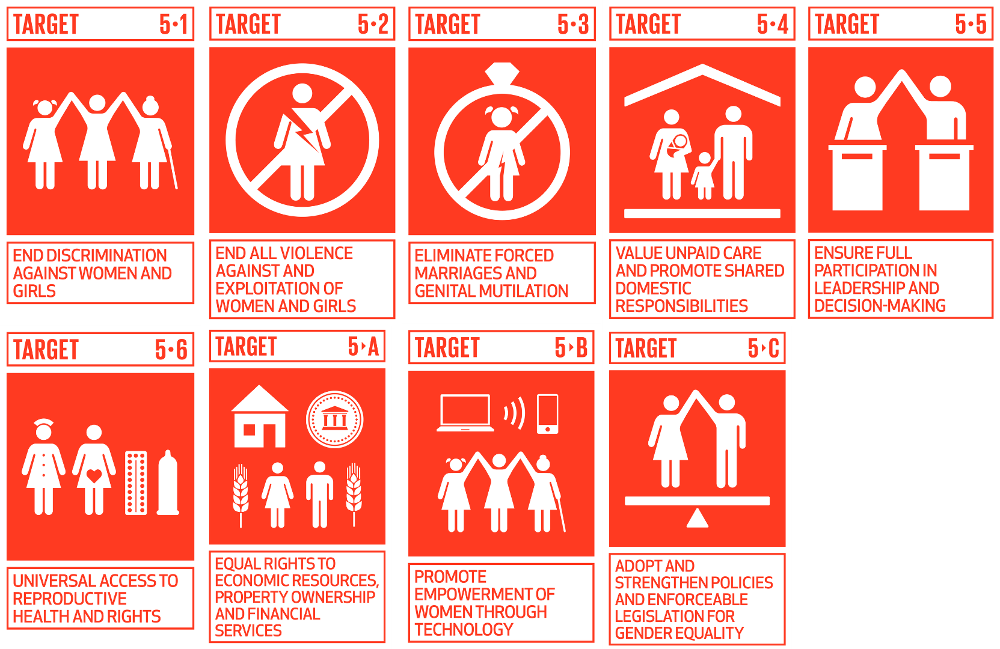 TARGET 5•1
END DISCRIMINATION
AGAINST WOMEN AND
GIRLS
TARGET 5•2
END ALL VIOLENCE
AGAINST AND
EXPLOITATION OF
WOMEN AND GIRLS
TARGET 5•3
ELIMINATE FORCED
MARRIAGES AND
GENITAL MUTILATION
TARGET 5•4
VALUE UNPAID CARE
AND PROMOTE SHARED
DOMESTIC
RESPONSIBILITIES
TARGET 5•5
ENSURE FULL
PARTICIPATION IN
LEADERSHIP AND
DECISION-MAKING
TARGET 5•6
UNIVERSAL ACCESS TO
REPRODUCTIVE
HEALTH AND RIGHTS
TARGET 5▸A
EQUAL RIGHTS TO
ECONOMIC RESOURCES,
PROPERTY OWNERSHIP
AND FINANCIAL
SERVICES
TARGET 5▸B
PROMOTE
EMPOWERMENT OF
WOMEN THROUGH
TECHNOLOGY
TARGET 5▸C
ADOPT AND
STRENGTHEN POLICIES
AND ENFORCEABLE
LEGISLATION FOR
GENDER EQUALITY